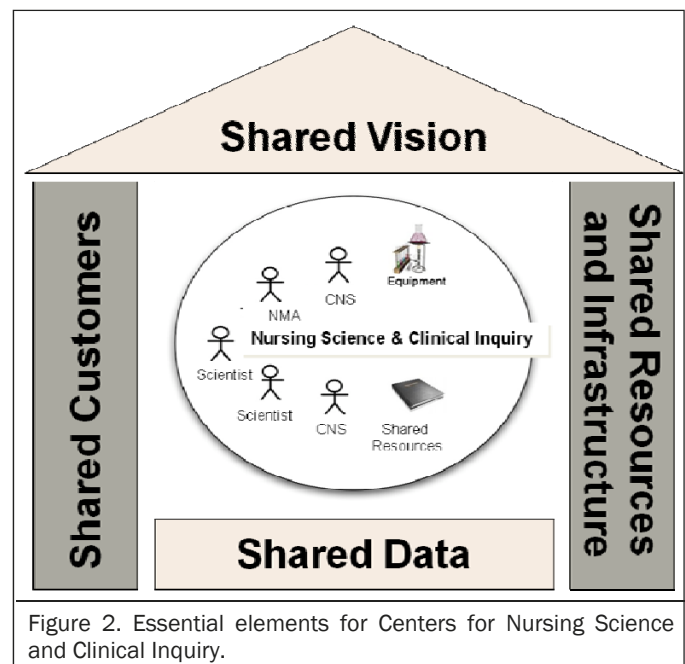 Shared Vision
Shared Customers
NMA
CNS
Equipment
Nursing Science & Clinical Inquiry
Scientist
Scientist
CNS
Shared
Resources
Shared Resources
and Infrastructure
Shared Data
Figure 2. Essential elements for Centers for Nursing Science
and Clinical Inquiry.